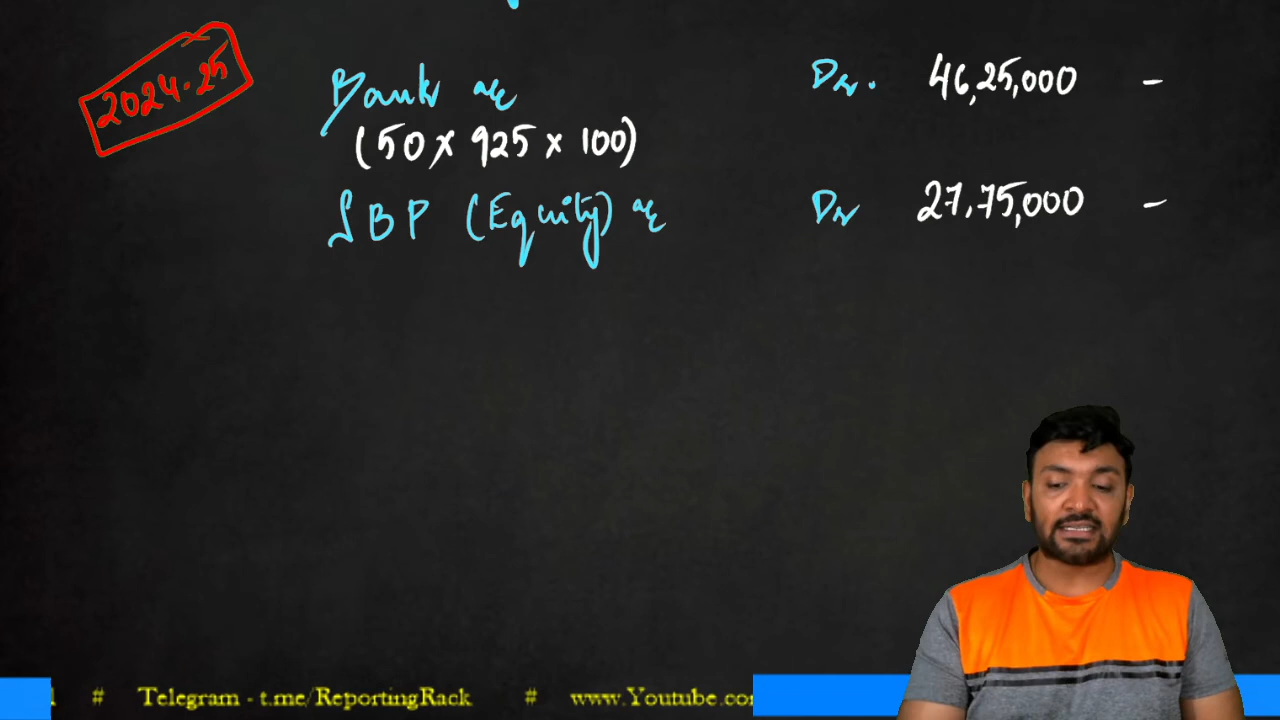 2024-25
Bank a/c Dr. 46,25,000 -
(50 x 925 x 100)
SBP (Equity) a/c Dr 27,75,000 -
# Telegram - t.me/ReportingRack # www.Youtube.com